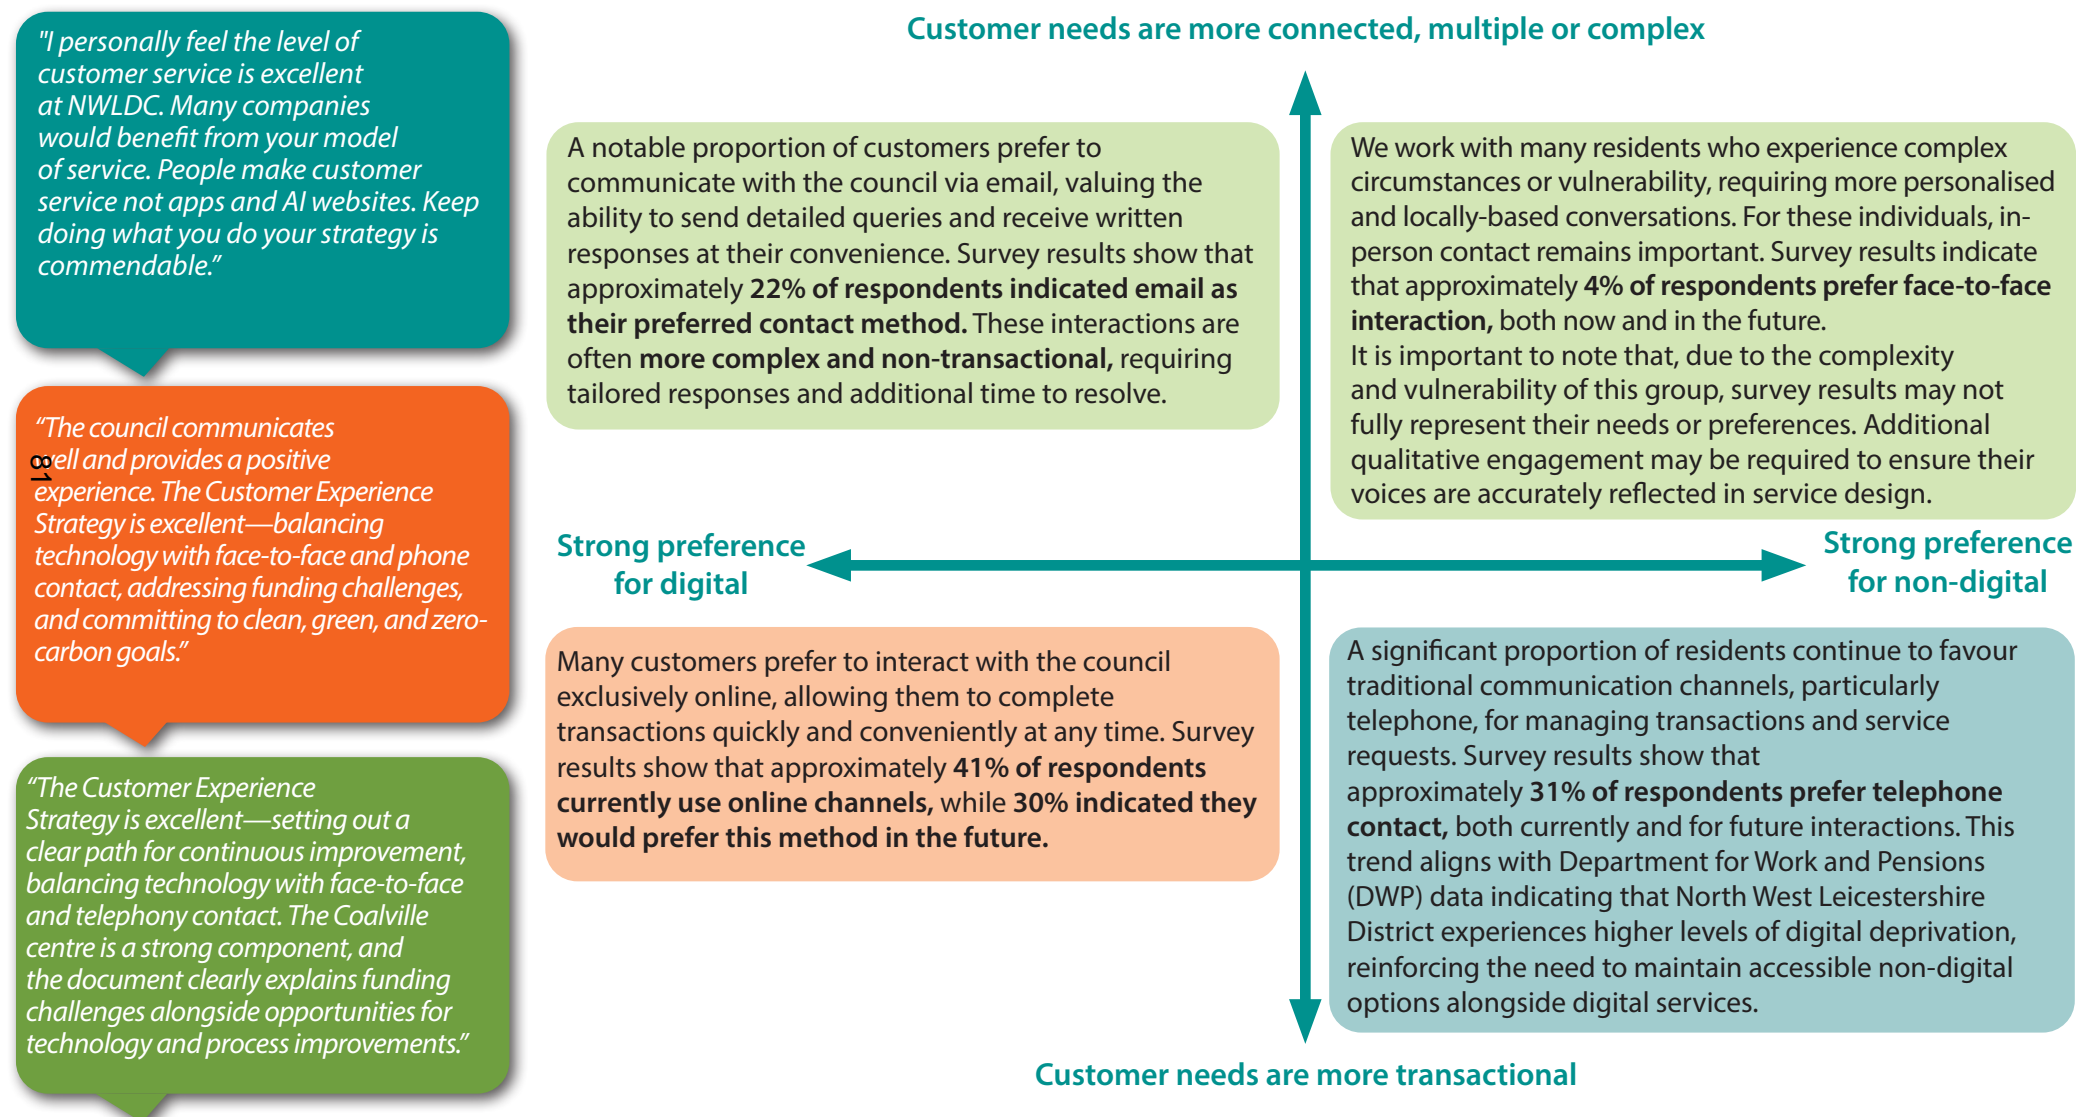 "I personally feel the level of
customer service is excellent
at NWLDC. Many companies
would benefit from your model
of service. People make customer
service not apps and AI websites. Keep
doing what you do your strategy is
commendable.”
“The council communicates
well and provides a positive
experience. The Customer Experience
Strategy is excellent—balancing
technology with face-to-face and phone
contact, addressing funding challenges,
and committing to clean, green, and zero-
carbon goals.”
81
“The Customer Experience
Strategy is excellent—setting out a
clear path for continuous improvement,
balancing technology with face-to-face
and telephony contact. The Coalville
centre is a strong component, and
the document clearly explains funding
challenges alongside opportunities for
technology and process improvements.”
Customer needs are more connected, multiple or complex
A notable proportion of customers prefer to
communicate with the council via email, valuing the
ability to send detailed queries and receive written
responses at their convenience. Survey results show that
approximately 22% of respondents indicated email as
their preferred contact method. These interactions are
often more complex and non-transactional, requiring
tailored responses and additional time to resolve.
We work with many residents who experience complex
circumstances or vulnerability, requiring more personalised
and locally-based conversations. For these individuals, in-
person contact remains important. Survey results indicate
that approximately 4% of respondents prefer face-to-face
interaction, both now and in the future.
It is important to note that, due to the complexity
and vulnerability of this group, survey results may not
fully represent their needs or preferences. Additional
qualitative engagement may be required to ensure their
voices are accurately reflected in service design.
Strong preference
for digital
Strong preference
for non-digital
Many customers prefer to interact with the council
exclusively online, allowing them to complete
transactions quickly and conveniently at any time. Survey
results show that approximately 41% of respondents
currently use online channels, while 30% indicated they
would prefer this method in the future.
A significant proportion of residents continue to favour
traditional communication channels, particularly
telephone, for managing transactions and service
requests. Survey results show that
approximately 31% of respondents prefer telephone
contact, both currently and for future interactions. This
trend aligns with Department for Work and Pensions
(DWP) data indicating that North West Leicestershire
District experiences higher levels of digital deprivation,
reinforcing the need to maintain accessible non-digital
options alongside digital services.
Customer needs are more transactional